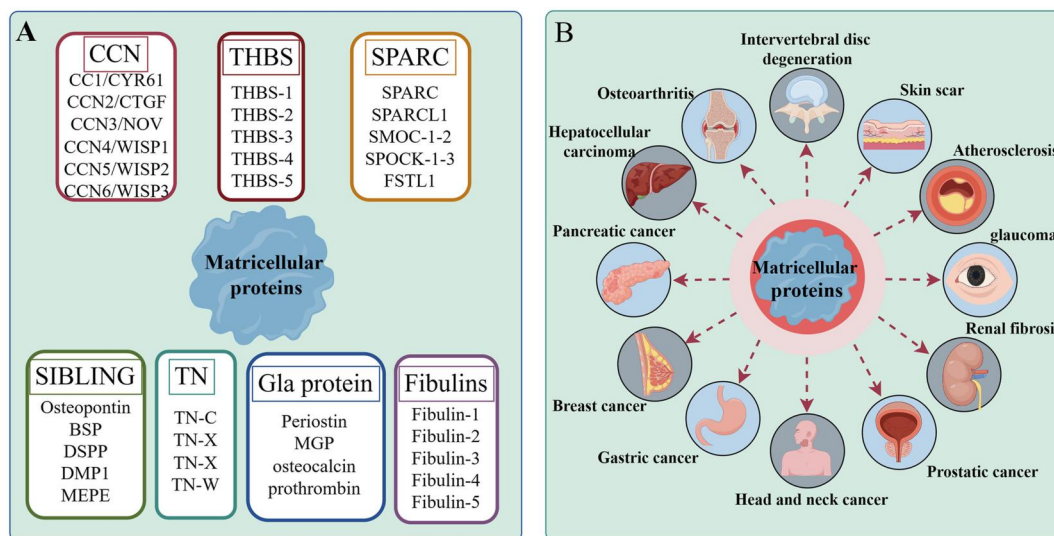 A
CCN
CC1/CYR61
CCN2/CTGF
CCN3/NOV
CCN4/WISP1
CCN5/WISP2
CCN6/WISP3
THBS
THBS-1
THBS-2
THBS-3
THBS-4
THBS-5
SPARC
SPARC
SPARCL1
SMOC-1-2
SPOCK-1-3
FSTL1
Matricellular
proteins
SIBLING
Osteopontin
BSP
DSPP
DMP1
MEPE
TN
TN-C
TN-X
TN-X
TN-W
Gla protein
Periostin
MGP
osteocalcin
prothrombin
Fibulins
Fibulin-1
Fibulin-2
Fibulin-3
Fibulin-4
Fibulin-5
B
Intervertebral disc
degeneration
Osteoarthritis
Skin scar
Hepatocellular
carcinoma
Atherosclerosis
Pancreatic cancer
glaucoma
Matricellular
proteins
Renal fibrosis
Breast cancer
Gastric cancer
Prostatic cancer
Head and neck cancer